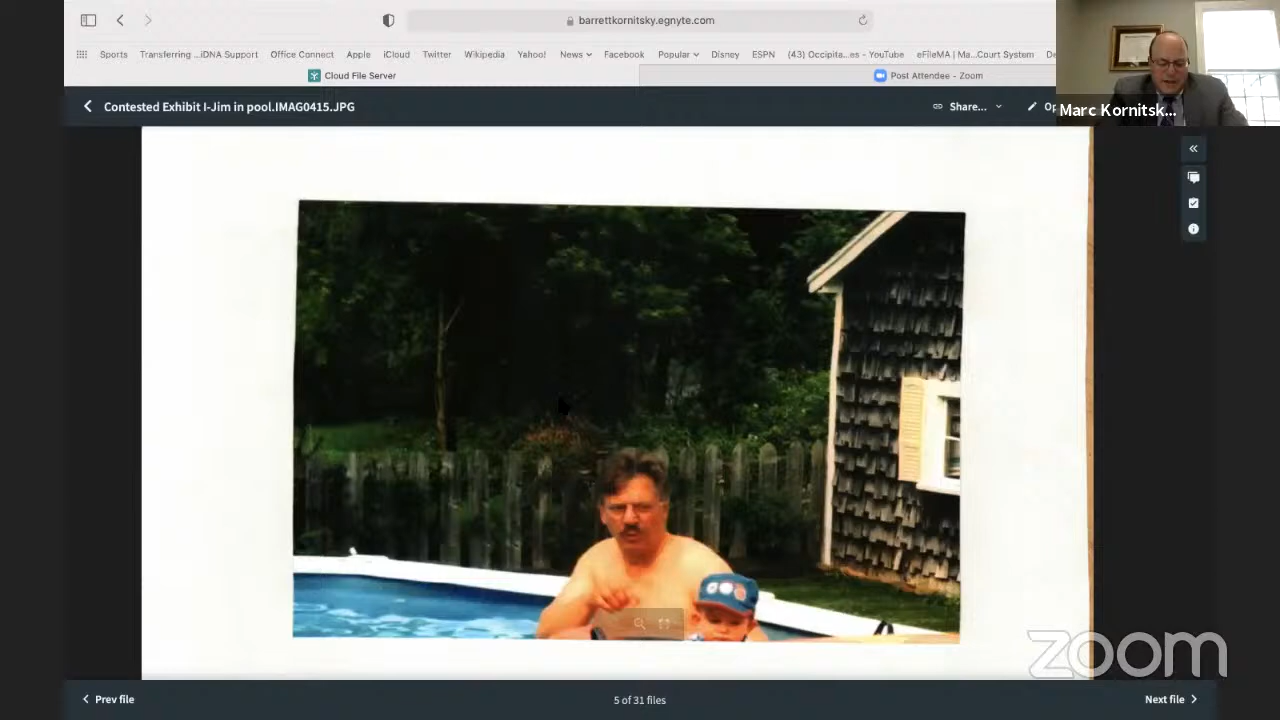 barrettkornitsky.egnyte.com
Sports Transferring ...iDNA Support Office Connect Apple iCloud Twitter Wikipedia Yahoo! News Facebook Popular Disney ESPN (43) Occipita...es - YouTube eFileMA | Ma...Court System De
Cloud File Server
Post Attendee - Zoom
Contested Exhibit I-Jim in pool.IMAG0415.JPG
Share...
Op
Marc Kornitsk...
zoom
Prev file
5 of 31 files
Next file